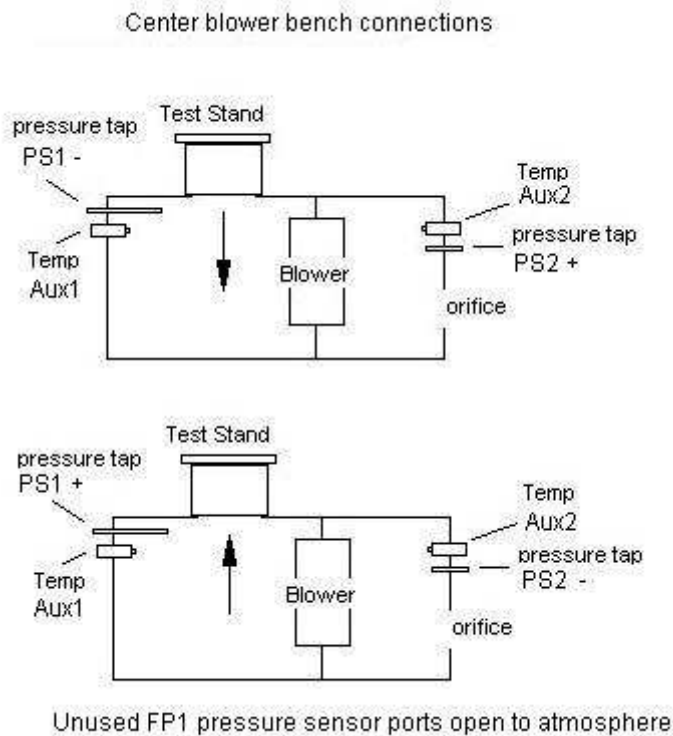 Center blower bench connections
Test Stand
pressure tap
PS1 -
Temp
Aux1
Blower
Temp
Aux2
pressure tap
PS2 +
orifice
Test Stand
pressure tap
PS1 +
Temp
Aux1
Blower
Temp
Aux2
pressure tap
PS2 -
orifice
Unused FP1 pressure sensor ports open to atmosphere